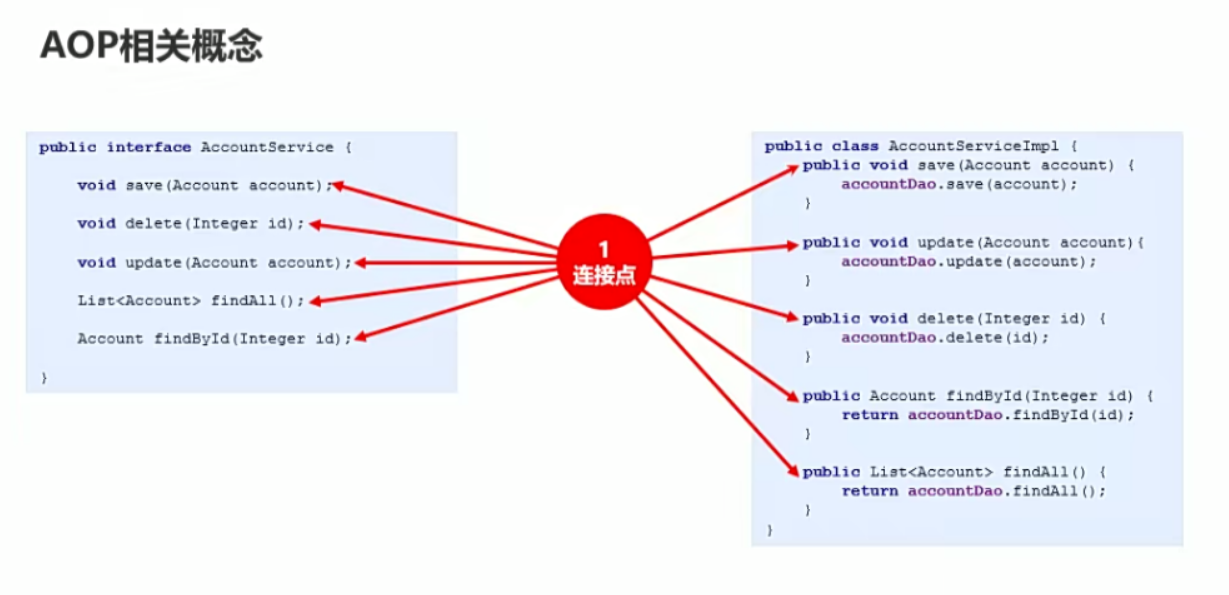 AOP相关概念
public interface AccountService {
void save(Account account);
void delete(Integer id);
void update(Account account);
List<Account> findAll();
Account findById(Integer id);
}
1
连接点
public class AccountServiceImpl {
public void save(Account account) {
accountDao.save(account);
}
public void update(Account account){
accountDao.update(account);
}
public void delete(Integer id) {
accountDao.delete(id);
}
public Account findById(Integer id) {
return accountDao.findById(id);
}
public List<Account> findAll() {
return accountDao.findAll();
}
}